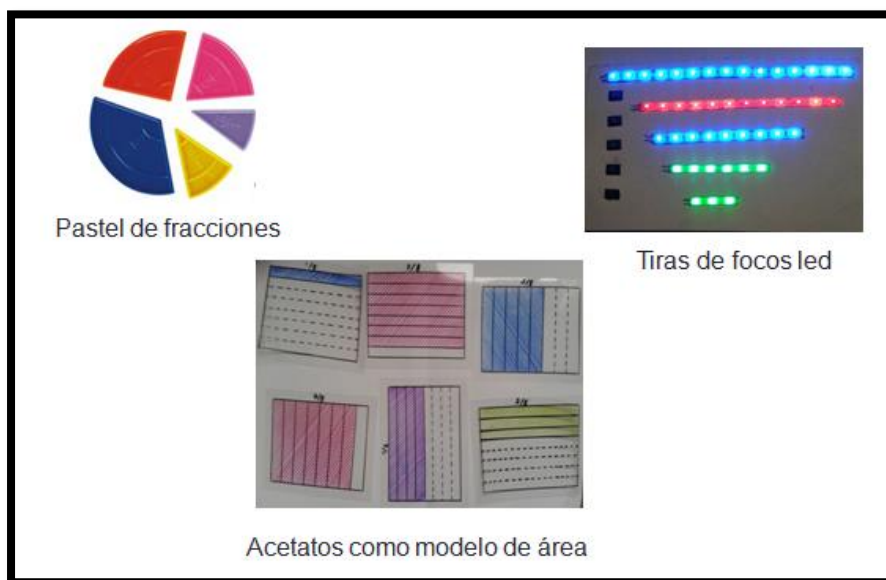 Pastel de fracciones
Tiras de focos led
Acetatos como modelo de área